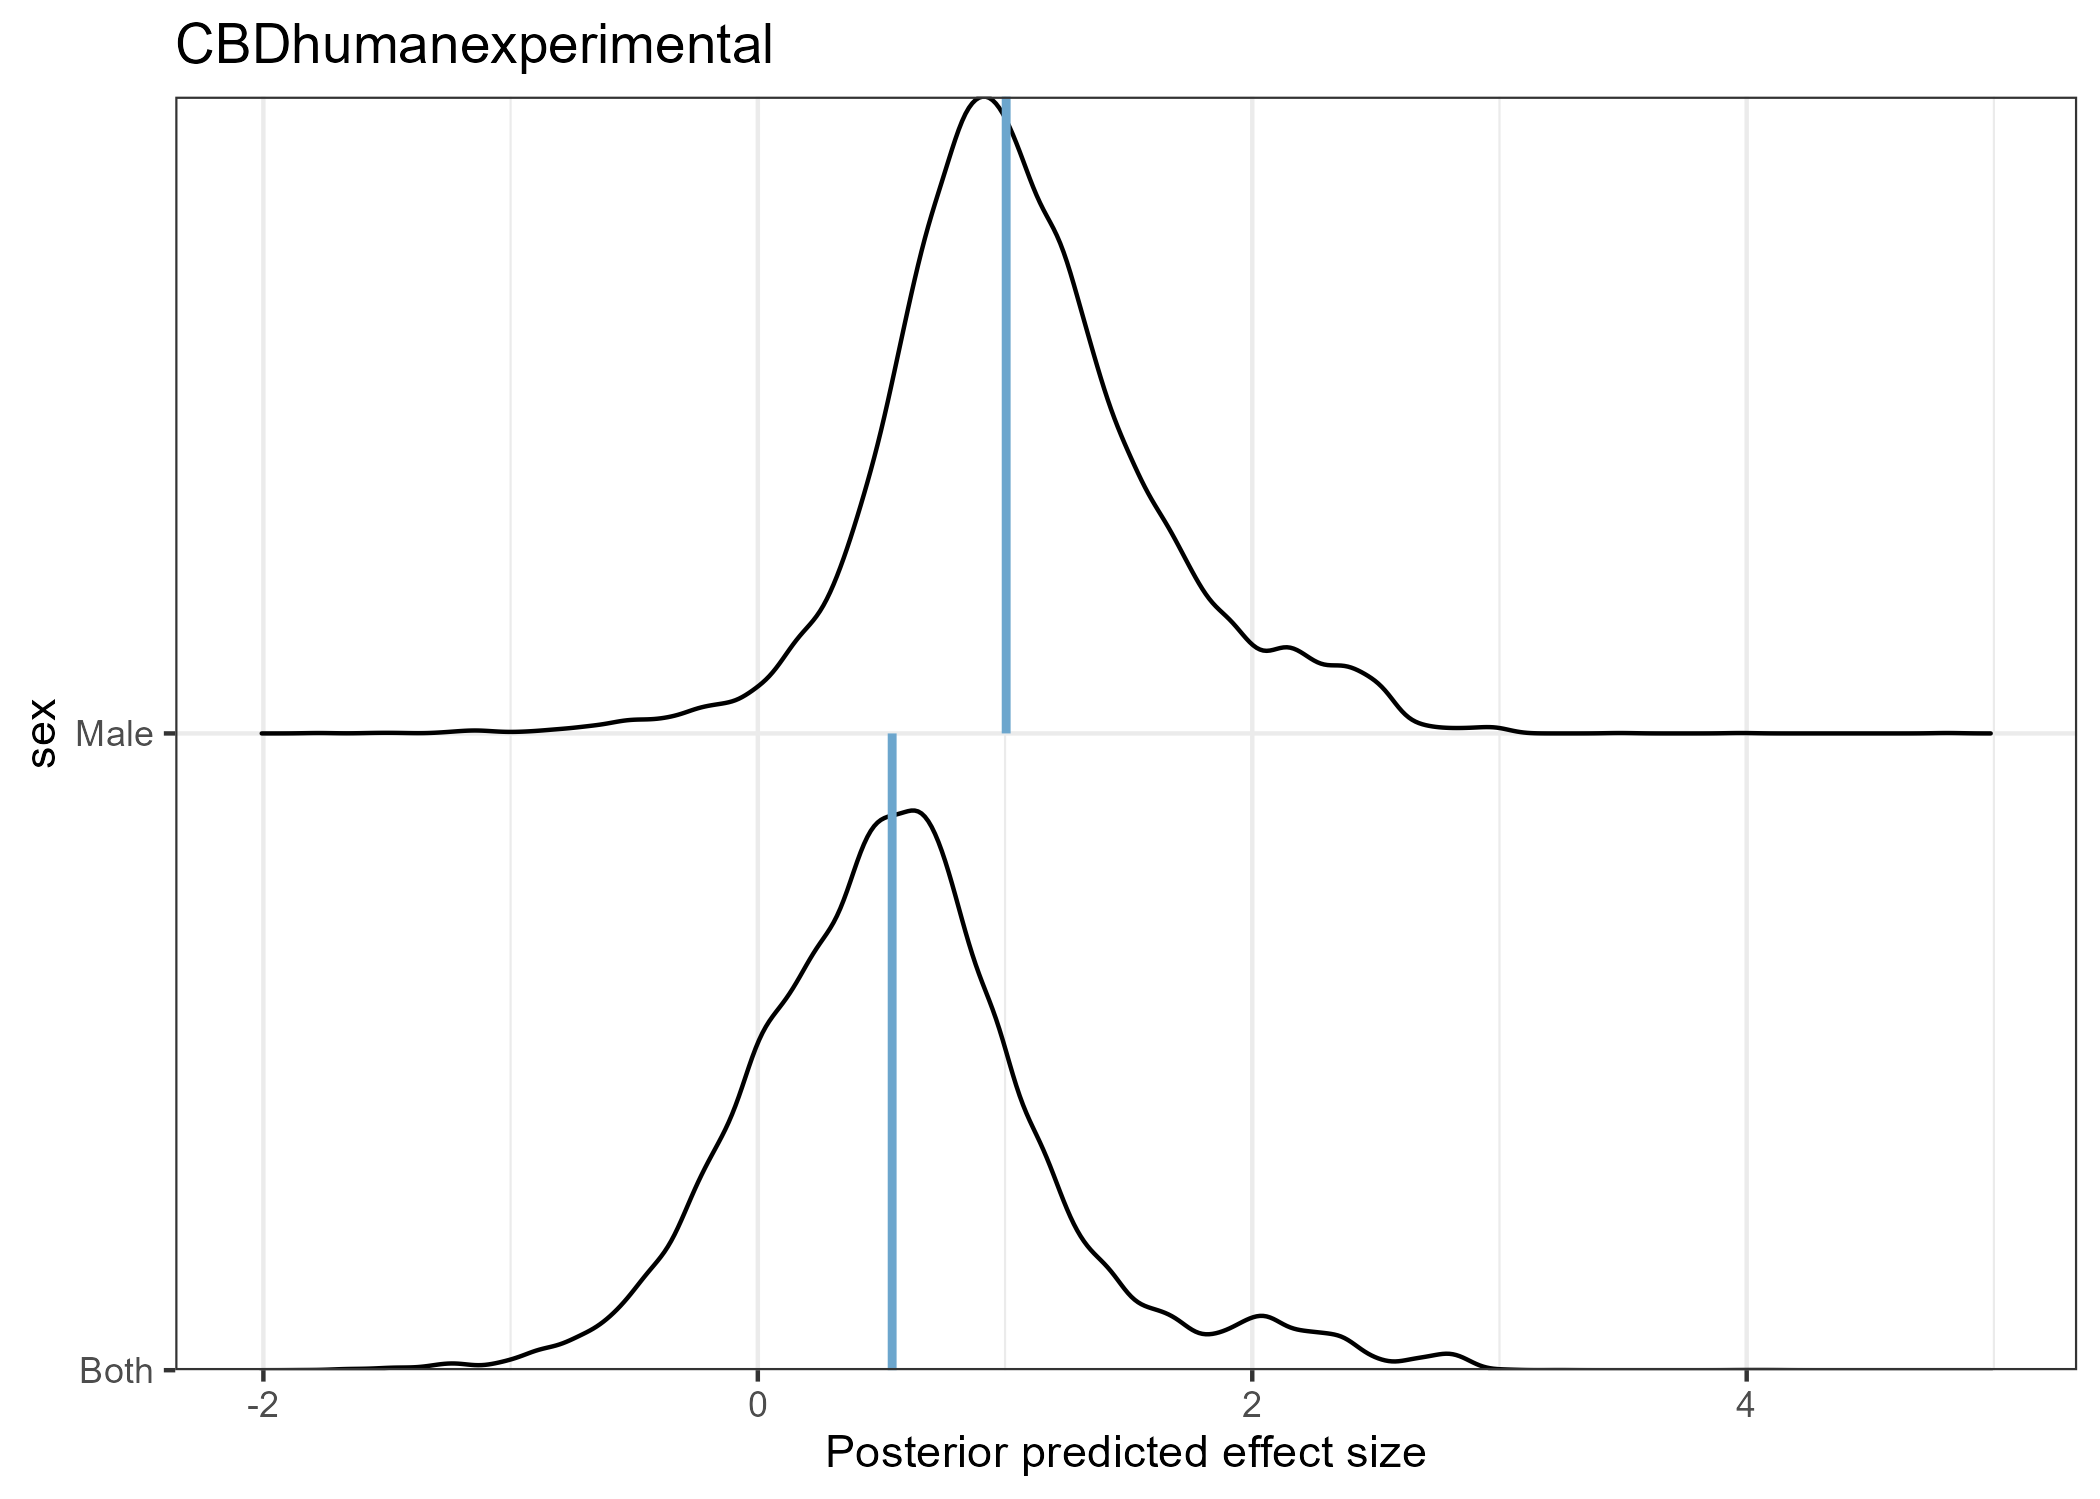 CBDhumanexperimental
sex
Male
Both
-2 0 2 4
Posterior predicted effect size